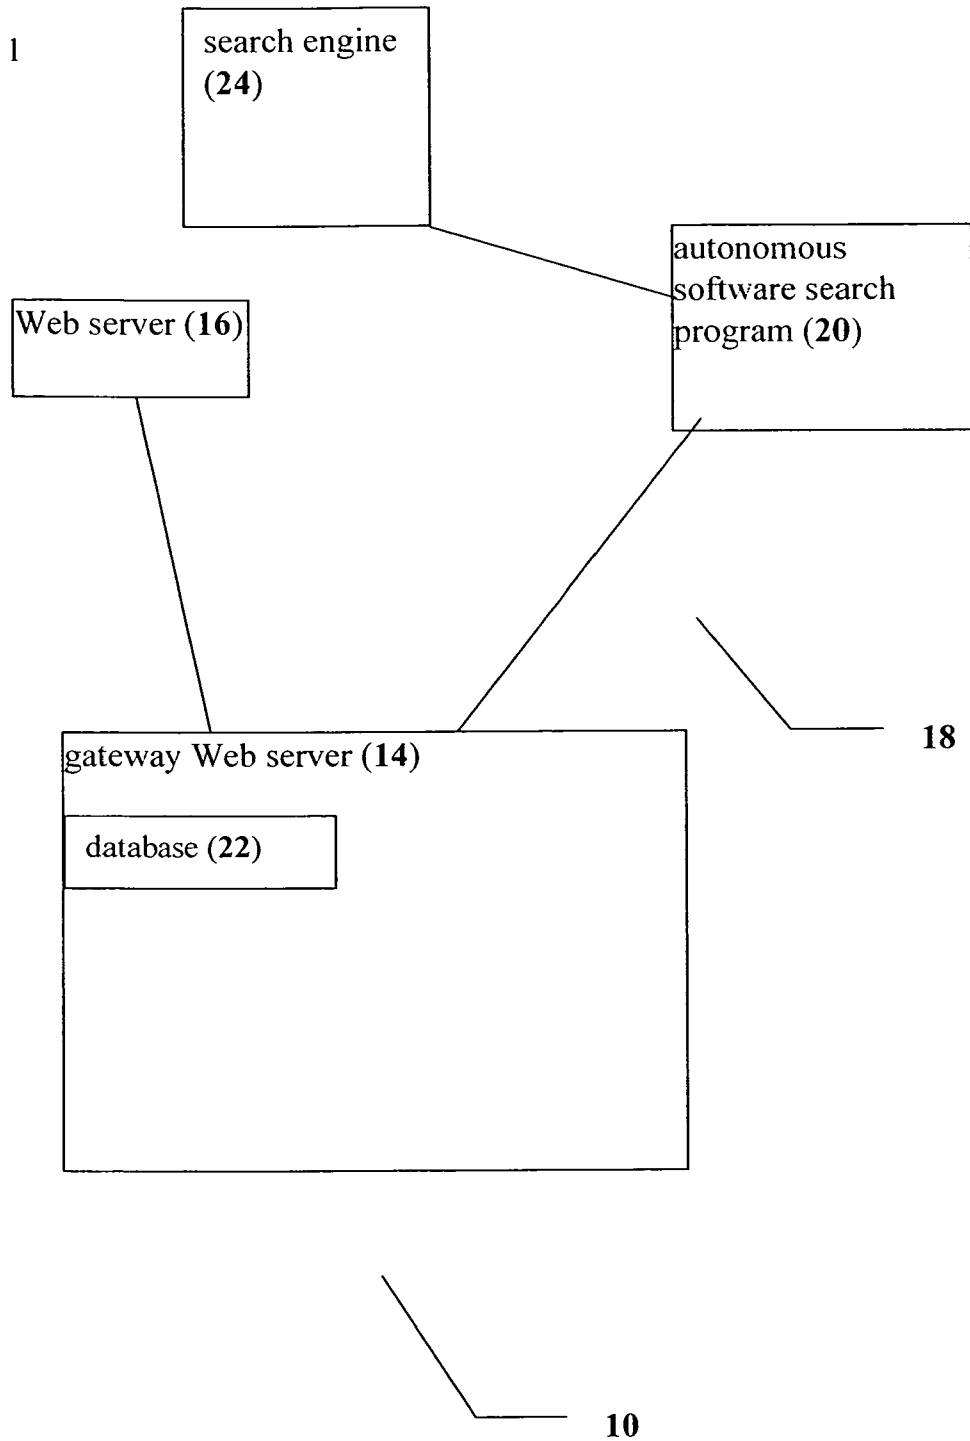 1
search engine
(24)
autonomous
software search
program (20)
Web server (16)
18
gateway Web server (14)
database (22)
10